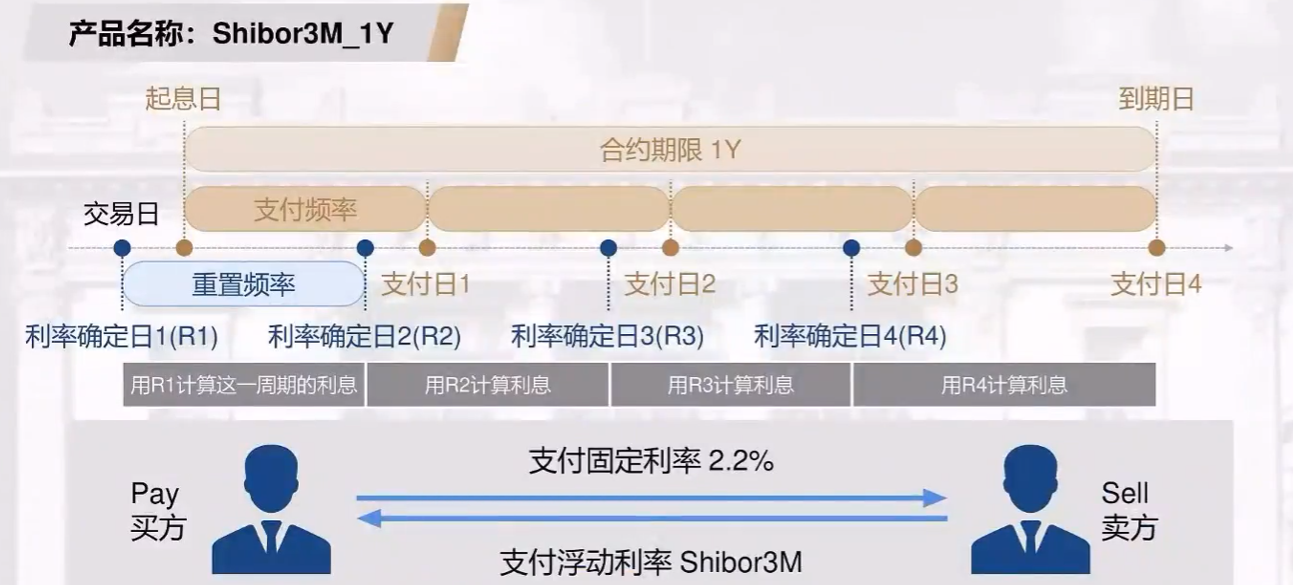 产品名称：Shibor3M_1Y
起息日
到期日
合约期限 1Y
交易日
支付频率
重置频率
支付日1
支付日2
支付日3
支付日4
利率确定日1(R1)
利率确定日2(R2)
利率确定日3(R3)
利率确定日4(R4)
用R1计算这一周期的利息
用R2计算利息
用R3计算利息
用R4计算利息
支付固定利率 2.2%
Pay
买方
Sell
卖方
支付浮动利率 Shibor3M